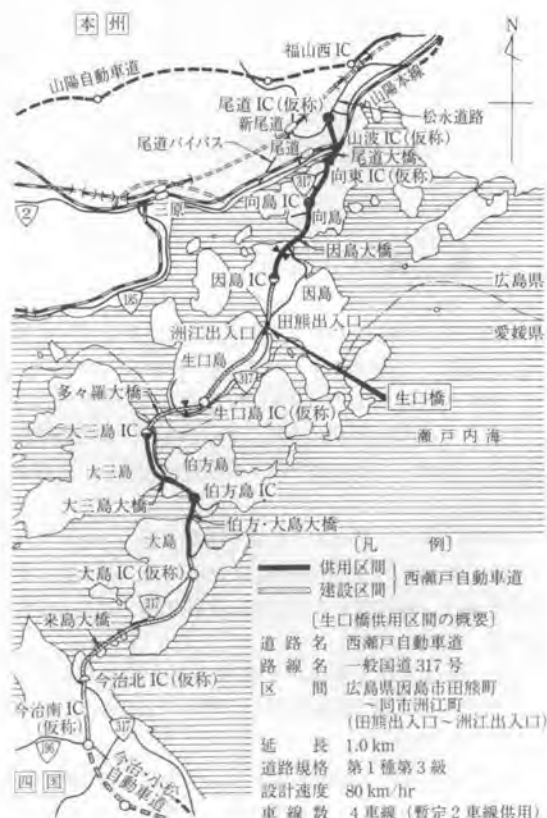 本州
N
福山西IC
山陽自動車道
山陽本線
尾道IC(仮称)
新尾道
松永道路
尾道バイパス
尾道
山波IC(仮称)
尾道大橋
317
向東IC(仮称)
2
三原
向島IC
向島
因島大橋
185
因島IC
因島
広島県
愛媛県
洲江出入口
田熊出入口
生口島
317
生口橋
多々羅大橋
生口島IC(仮称)
大三島IC
瀬戸内海
大三島
伯方島
伯方島IC
大三島大橋
伯方・大島大橋
大島
大島IC(仮称)
317
来島大橋
今治北IC(仮称)
今治南IC
(仮称)
317
196
今治・小松
自動車道
四国
〔凡 例〕
供用区間
建設区間
西瀬戸自動車道
〔生口橋供用区間の概要〕
道路名 西瀬戸自動車道
路線名 一般国道317号
区間 広島県因島市田熊町
～同市洲江町
(田熊出入口～洲江出入口)
延長 1.0km
道路規格 第1種第3級
設計速度 80km/hr
車線数 4車線(暫定2車線供用)